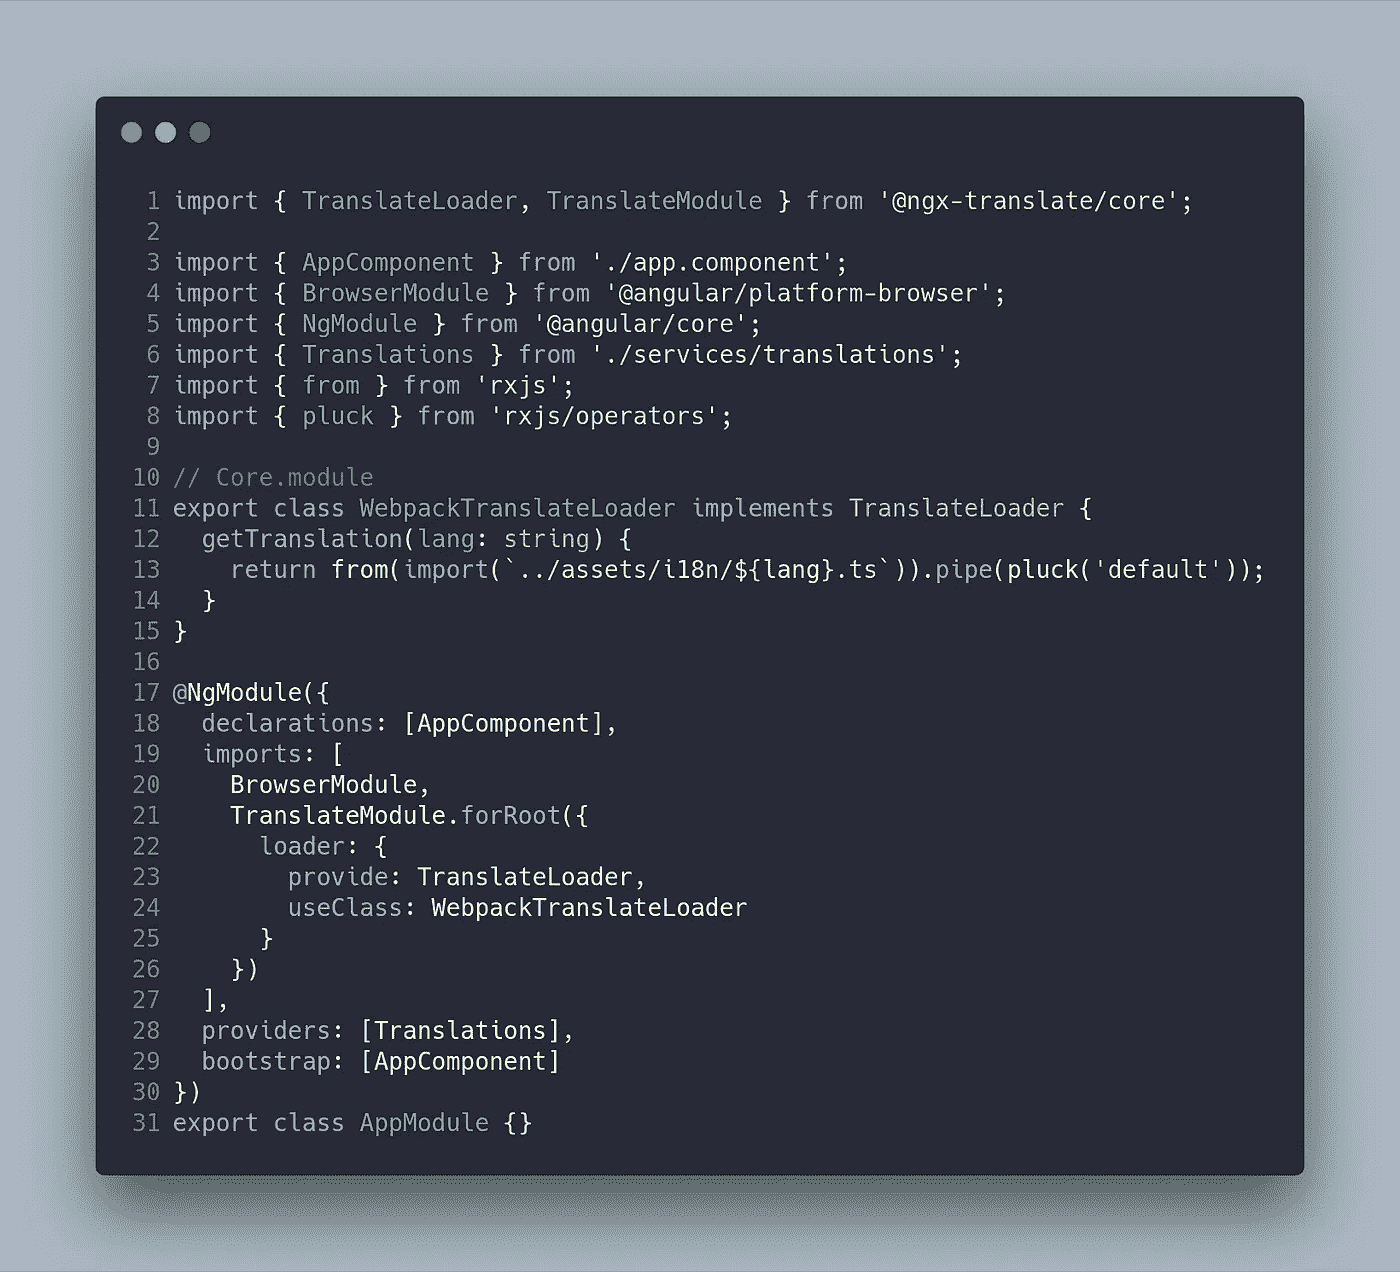 1 import { TranslateLoader, TranslateModule } from '@ngx-translate/core';
2
3 import { AppComponent } from './app.component';
4 import { BrowserModule } from '@angular/platform-browser';
5 import { NgModule } from '@angular/core';
6 import { Translations } from './services/translations';
7 import { from } from 'rxjs';
8 import { pluck } from 'rxjs/operators';
9
10 // Core.module
11 export class WebpackTranslateLoader implements TranslateLoader {
12   getTranslation(lang: string) {
13     return from(import(`../assets/i18n/${lang}.ts`)).pipe(pluck('default'));
14   }
15 }
16
17 @NgModule({
18   declarations: [AppComponent],
19   imports: [
20     BrowserModule,
21     TranslateModule.forRoot({
22       loader: {
23         provide: TranslateLoader,
24         useClass: WebpackTranslateLoader
25       }
26     })
27   ],
28   providers: [Translations],
29   bootstrap: [AppComponent]
30 })
31 export class AppModule {}